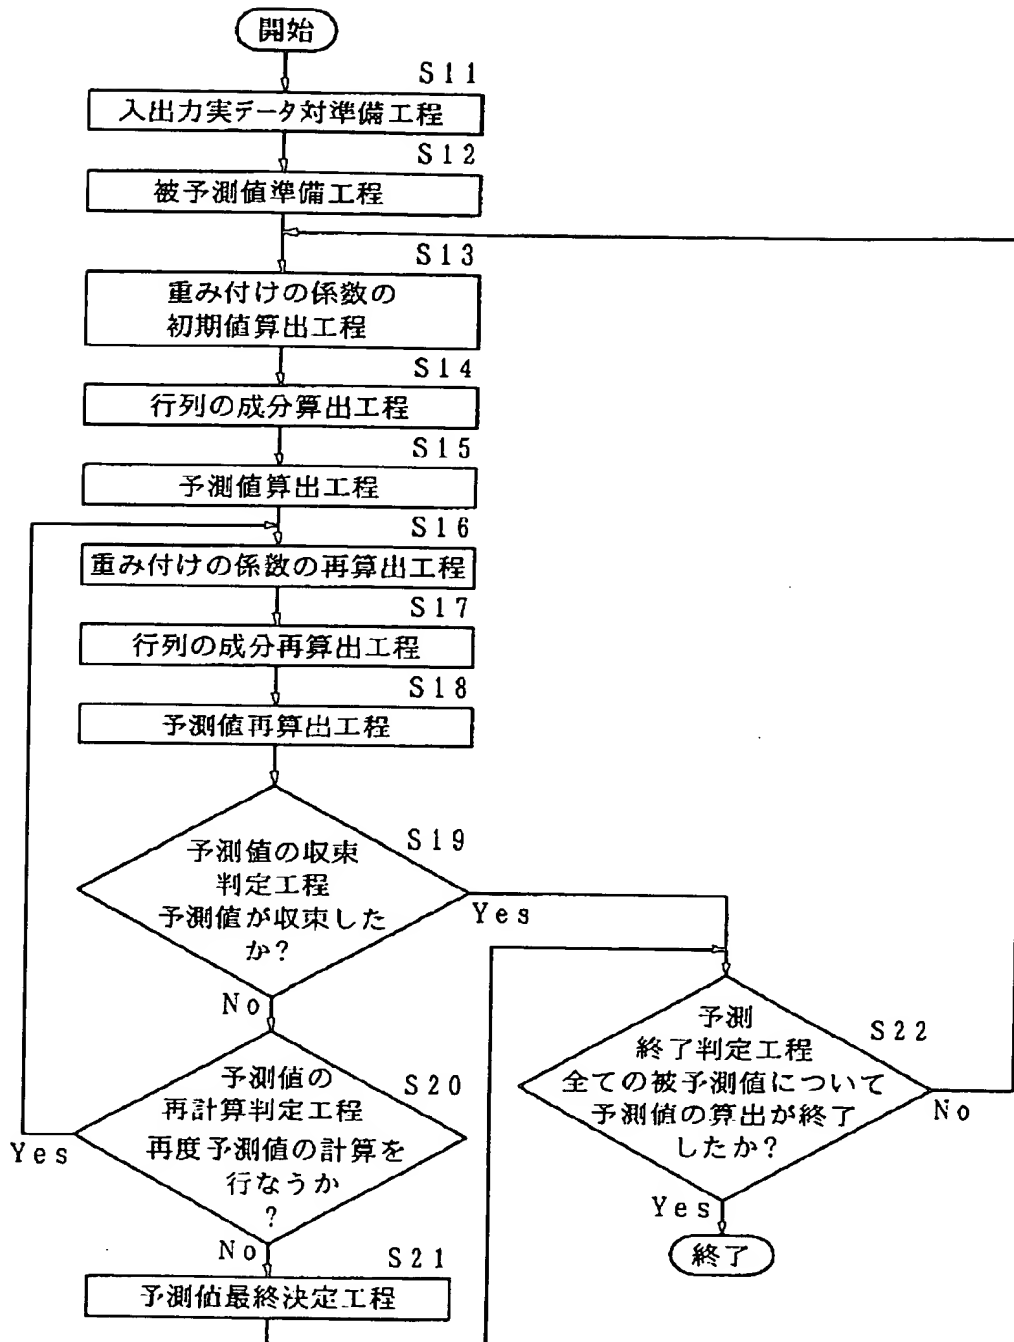 開始
S11
入出力実データ対準備工程
S12
被予測値準備工程
S13
重み付けの係数の
初期値算出工程
S14
行列の成分算出工程
S15
予測値算出工程
S16
重み付けの係数の再算出工程
S17
行列の成分再算出工程
S18
予測値再算出工程
S19
予測値の収束
判定工程
予測値が収束した
か?
Yes
No
S20
予測値の
再計算判定工程
再度予測値の計算を
行なうか
?
Yes
No
S21
予測値最終決定工程
S22
予測
終了判定工程
全ての被予測値について
予測値の算出が終了
したか?
No
Yes
終了